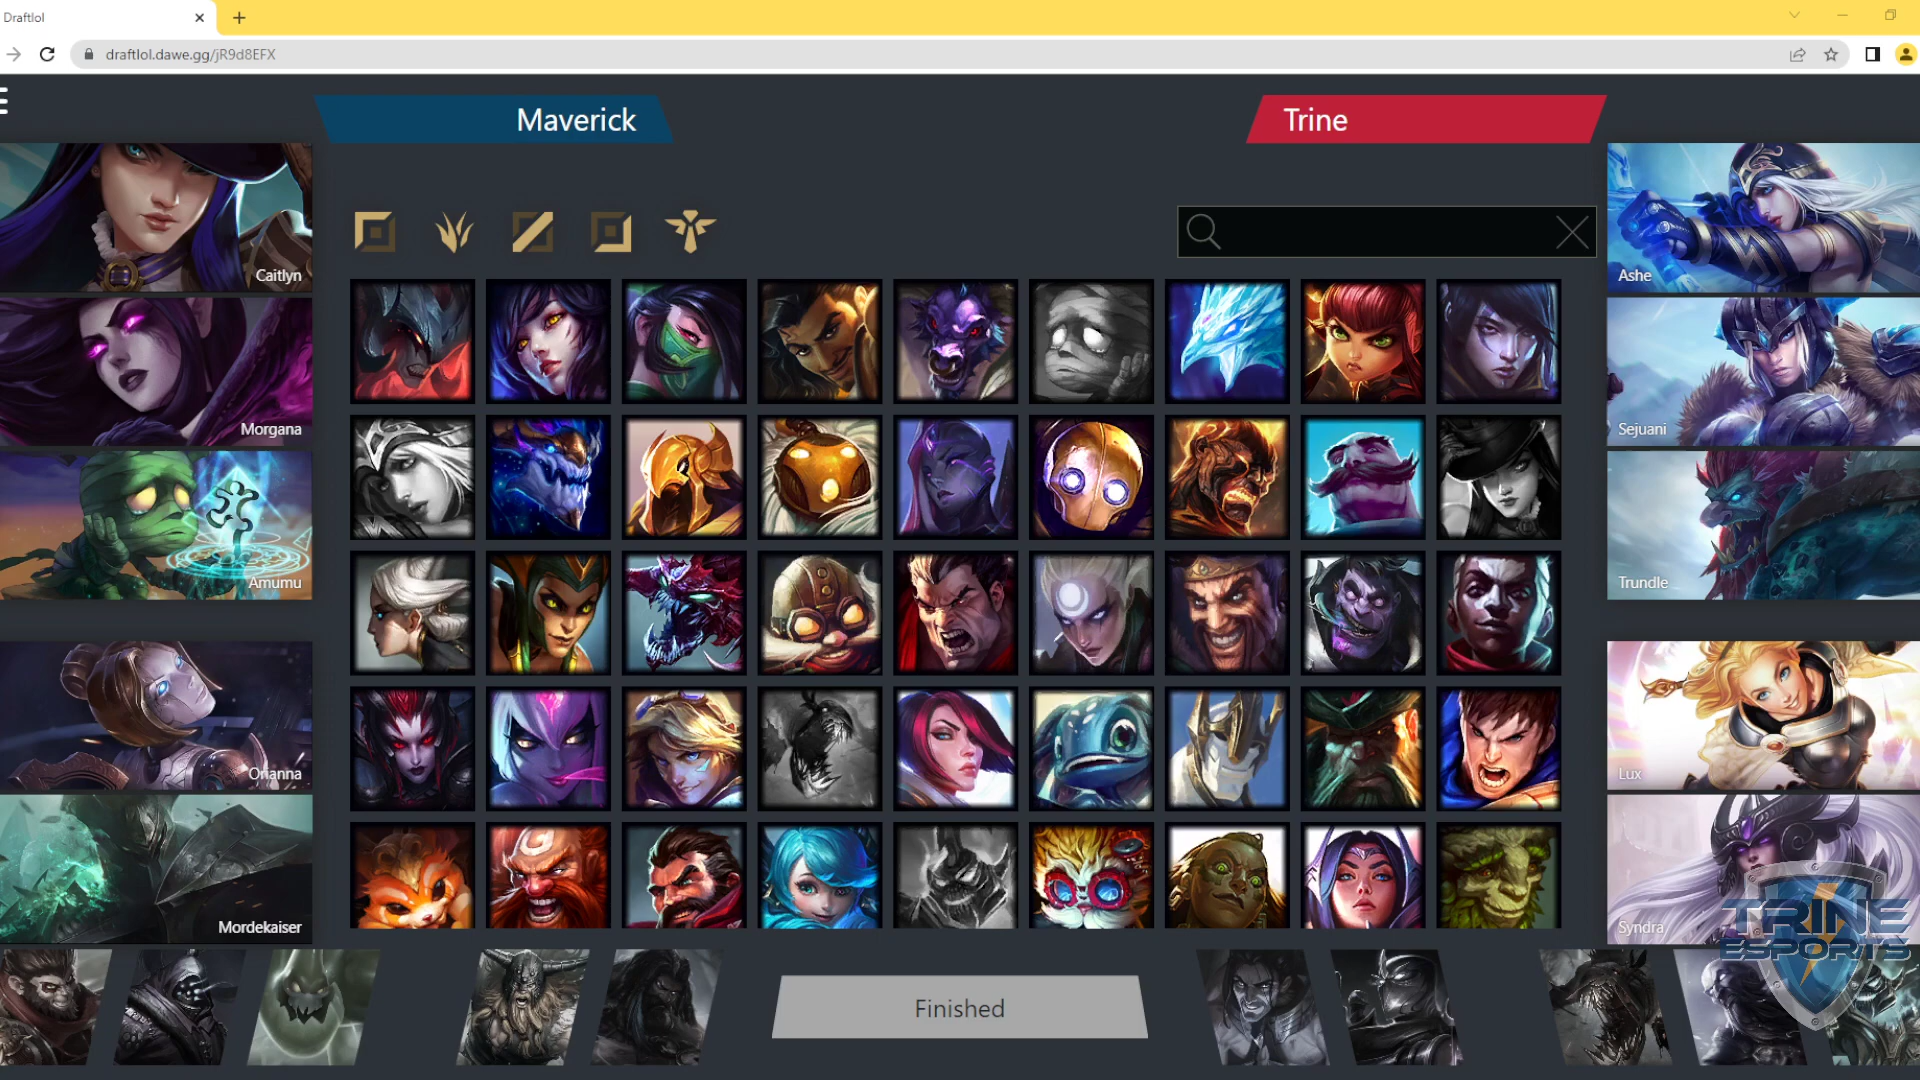 Draftlol
draftlol.dawe.gg/jR9d8EFX
Maverick
Trine
Caitlyn
Morgana
Amumu
Orianna
Mordekaiser
Ashe
Sejuani
Trundle
Lux
Syndra
Finished
TRINE
ESPORTS